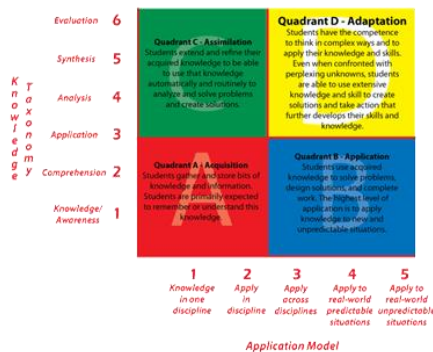 Evaluation 6
Synthesis 5
Analysis 4
Application 3
Comprehension 2
Knowledge/
Awareness 1
Knowledge
Taxonomy
C
Quadrant C - Assimilation
Students extend and refine their
acquired knowledge to be able
to use that knowledge
automatically and routinely to
analyze and solve problems
and create solutions.
D
Quadrant D - Adaptation
Students have the competence
to think in complex ways and to
apply their knowledge and skills.
Even when confronted with
perplexing unknowns, students
are able to use extensive
knowledge and skill to create
solutions and take action that
further develops their skills and
knowledge.
A
Quadrant A - Acquisition
Students gather and store bits of
knowledge and information.
Students are primarily expected
to remember or understand this
knowledge.
B
Quadrant B - Application
Students use acquired
knowledge to solve problems,
design solutions, and complete
work. The highest level of
application is to apply
knowledge to new and
unpredictable situations.
1
Knowledge
in one
discipline
2
Apply
in
discipline
3
Apply
across
disciplines
4
Apply to
real-world
predictable
situations
5
Apply to
real-world
unpredictable
situations
Application Model